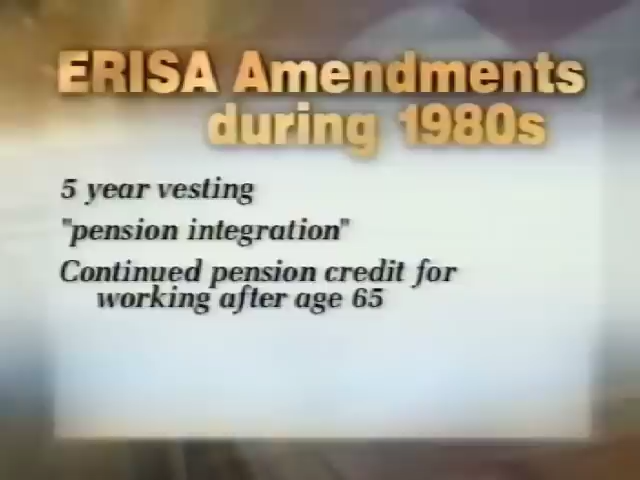 ERISA Amendments
during 1980s
5 year vesting
"pension integration"
Continued pension credit for
working after age 65